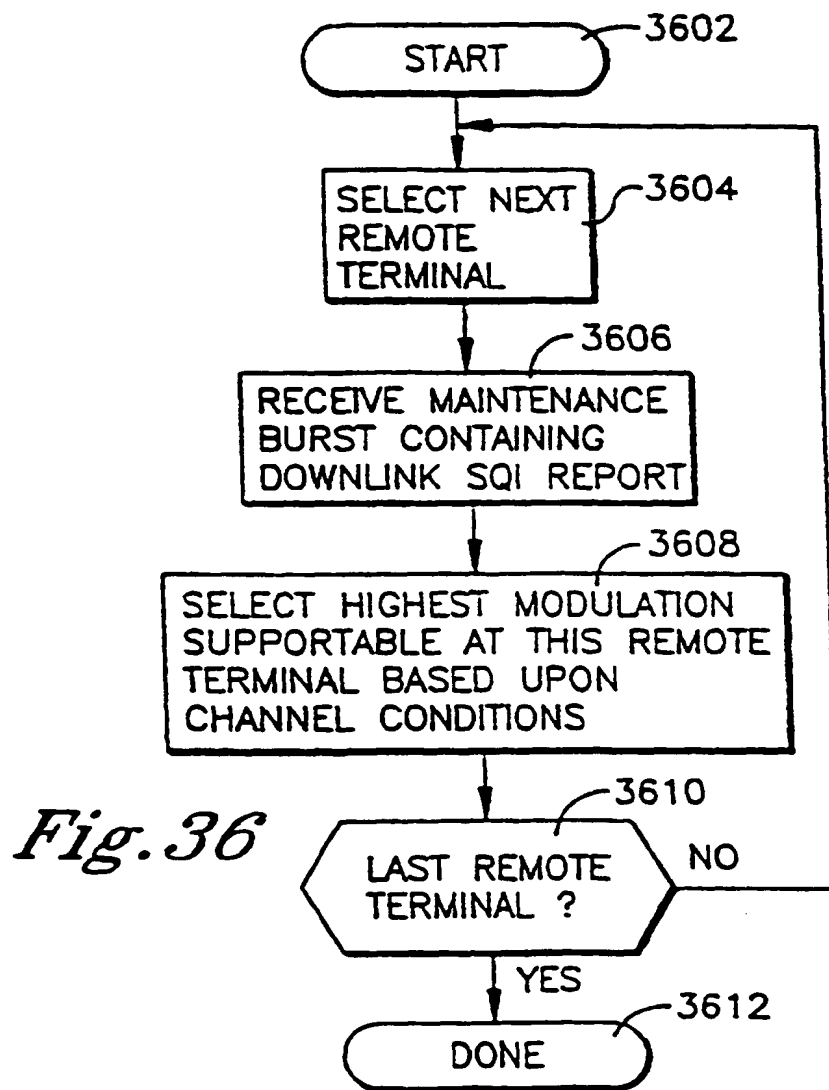 3602
START
3604
SELECT NEXT
REMOTE
TERMINAL
3606
RECEIVE MAINTENANCE
BURST CONTAINING
DOWNLINK SQI REPORT
3608
SELECT HIGHEST MODULATION
SUPPORTABLE AT THIS REMOTE
TERMINAL BASED UPON
CHANNEL CONDITIONS
3610
Fig.36
LAST REMOTE
TERMINAL ?
NO
YES
3612
DONE